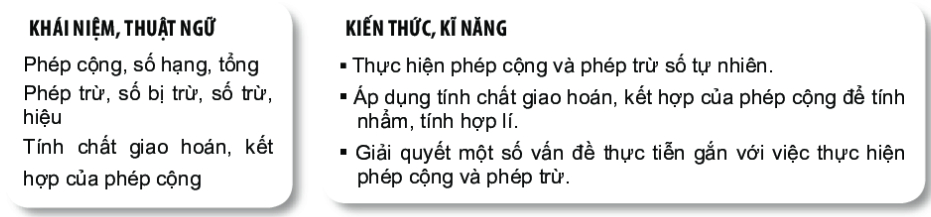 KHÁI NIỆM, THUẬT NGỮ
Phép cộng, số hạng, tổng
Phép trừ, số bị trừ, số trừ,
hiệu
Tính chất giao hoán, kết
hợp của phép cộng
KIẾN THỨC, KĨ NĂNG
▪ Thực hiện phép cộng và phép trừ số tự nhiên.
▪ Áp dụng tính chất giao hoán, kết hợp của phép cộng để tính
nhẩm, tính hợp lí.
▪ Giải quyết một số vấn đề thực tiễn gắn với việc thực hiện
phép cộng và phép trừ.